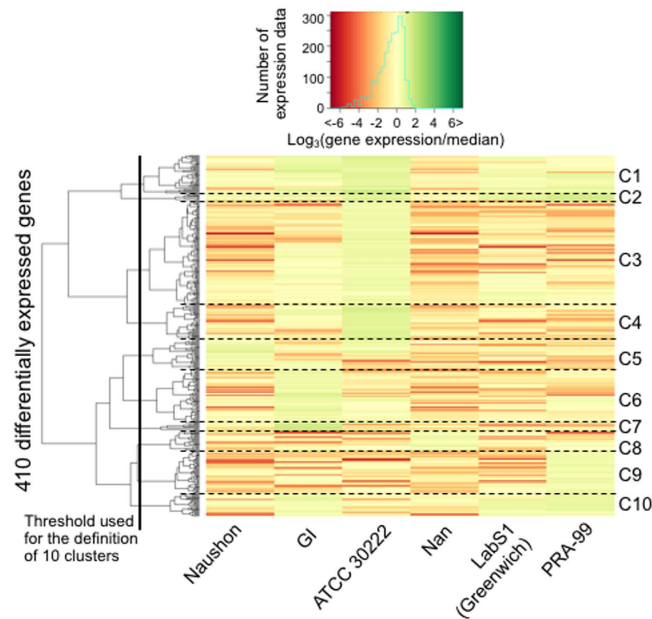 Number of
expression data
300
200
100
0
<-6 -4 -2 0 2 4 6>
Log3(gene expression/median)
410 differentially expressed genes
C1
C2
C3
C4
C5
C6
C7
C8
C9
C10
Threshold used
for the definition
of 10 clusters
Naushon
GI
ATCC 30222
Nan
LabS1
(Greenwich)
PRA-99